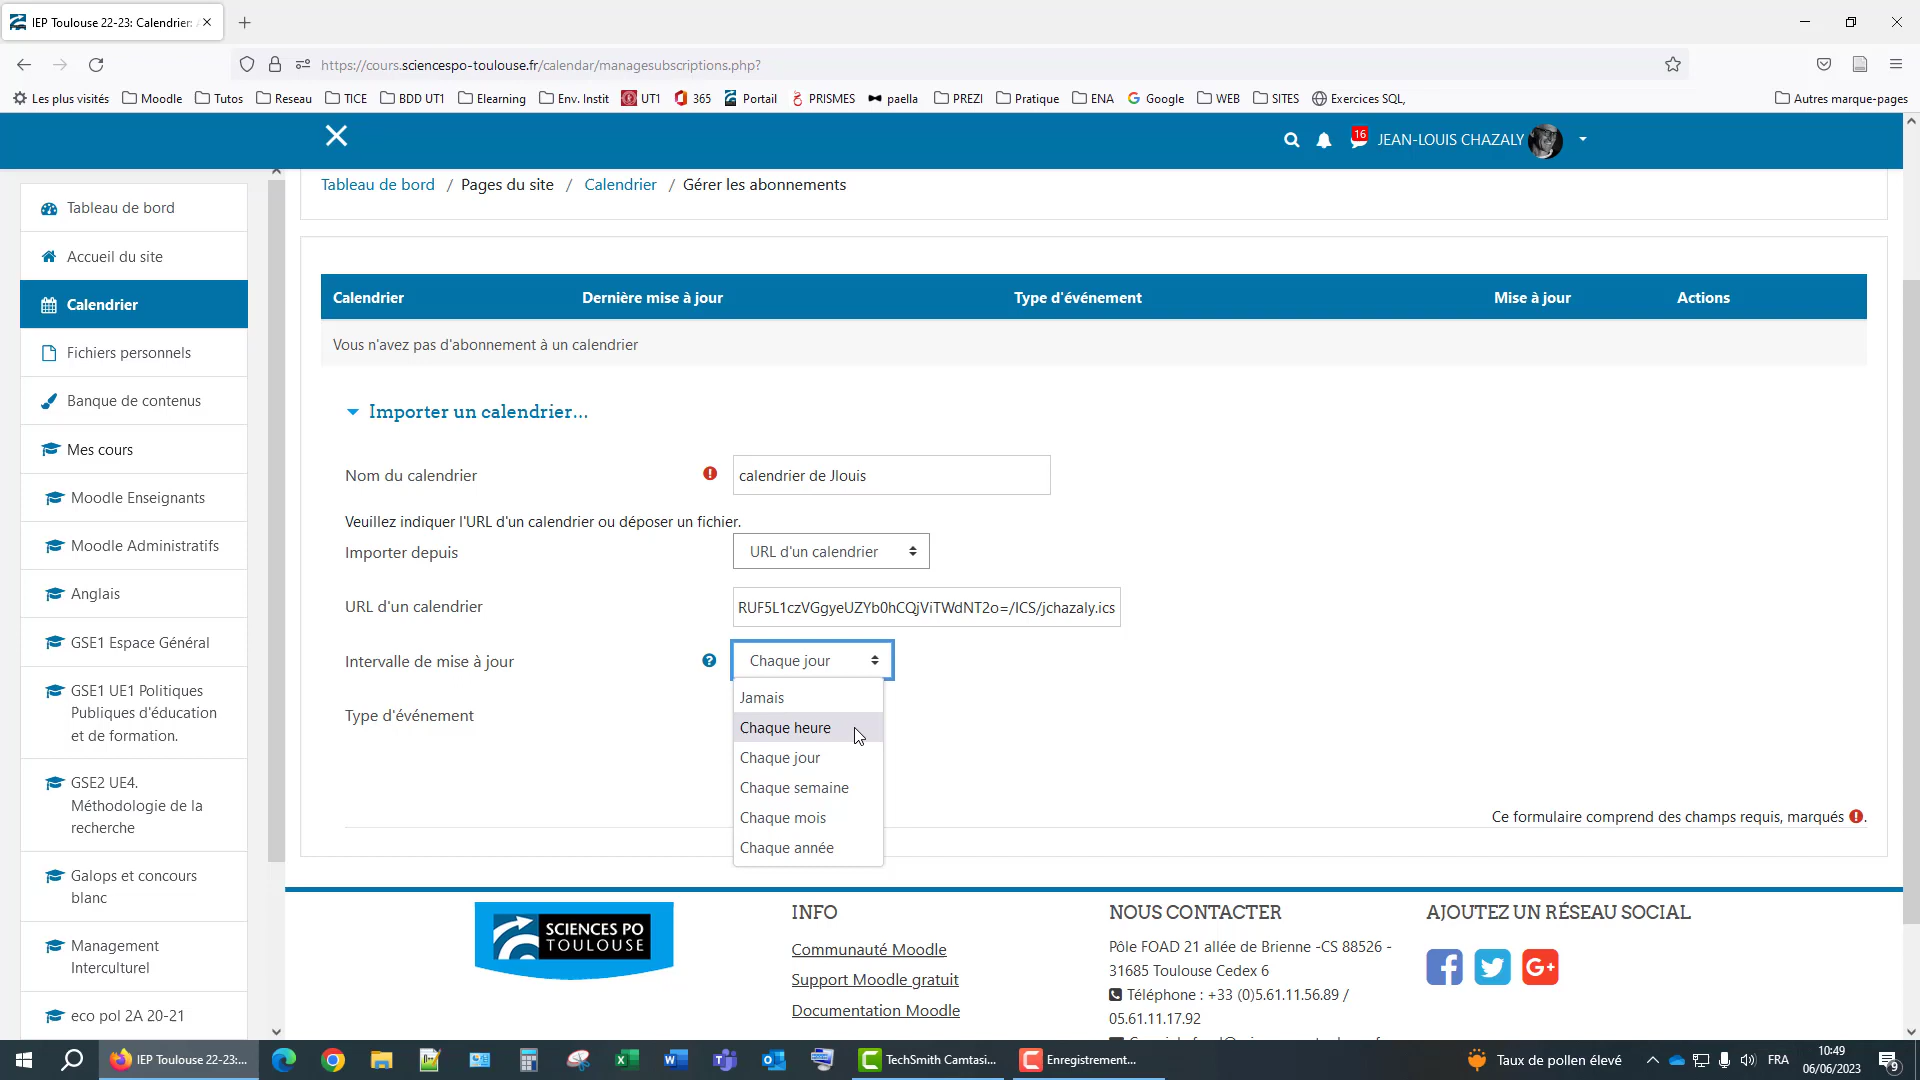 IEP Toulouse 22-23: Calendrier:
https://cours.sciencespo-toulouse.fr/calendar/managesubscriptions.php?
Les plus visités Moodle Tutos Reseau TICE BDD UT1 Elearning Env. Instit UT1 365 Portail PRISMES paella PREZI Pratique ENA Google WEB SITES Exercices SQL, Autres marque-pages
16 JEAN-LOUIS CHAZALY
Tableau de bord / Pages du site / Calendrier / Gérer les abonnements
Tableau de bord
Accueil du site
Calendrier
Fichiers personnels
Banque de contenus
Mes cours
Moodle Enseignants
Moodle Administratifs
Anglais
GSE1 Espace Général
GSE1 UE1 Politiques
Publiques d'éducation
et de formation.
GSE2 UE4.
Méthodologie de la
recherche
Galops et concours
blanc
Management
Interculturel
eco pol 2A 20-21
Calendrier Dernière mise à jour Type d'événement Mise à jour Actions
Vous n'avez pas d'abonnement à un calendrier
Importer un calendrier...
Nom du calendrier calendrier de Jlouis
Veuillez indiquer l'URL d'un calendrier ou déposer un fichier.
Importer depuis URL d'un calendrier
URL d'un calendrier RUF5L1czVGgyeUZYb0hCQjViTWdNT2o=/ICS/jchazaly.ics
Intervalle de mise à jour Chaque jour
Jamais
Chaque heure
Chaque jour
Chaque semaine
Chaque mois
Chaque année
Type d'événement
Ce formulaire comprend des champs requis, marqués .
SCIENCES PO
TOULOUSE
INFO
Communauté Moodle
Support Moodle gratuit
Documentation Moodle
NOUS CONTACTER
Pôle FOAD 21 allée de Brienne -CS 88526 -
31685 Toulouse Cedex 6
Téléphone : +33 (0)5.61.11.56.89 /
05.61.11.17.92
AJOUTEZ UN RÉSEAU SOCIAL
G+
IEP Toulouse 22-23:... TechSmith Camtasi... Enregistrement... Taux de pollen élevé FRA
10:49
06/06/2023
9